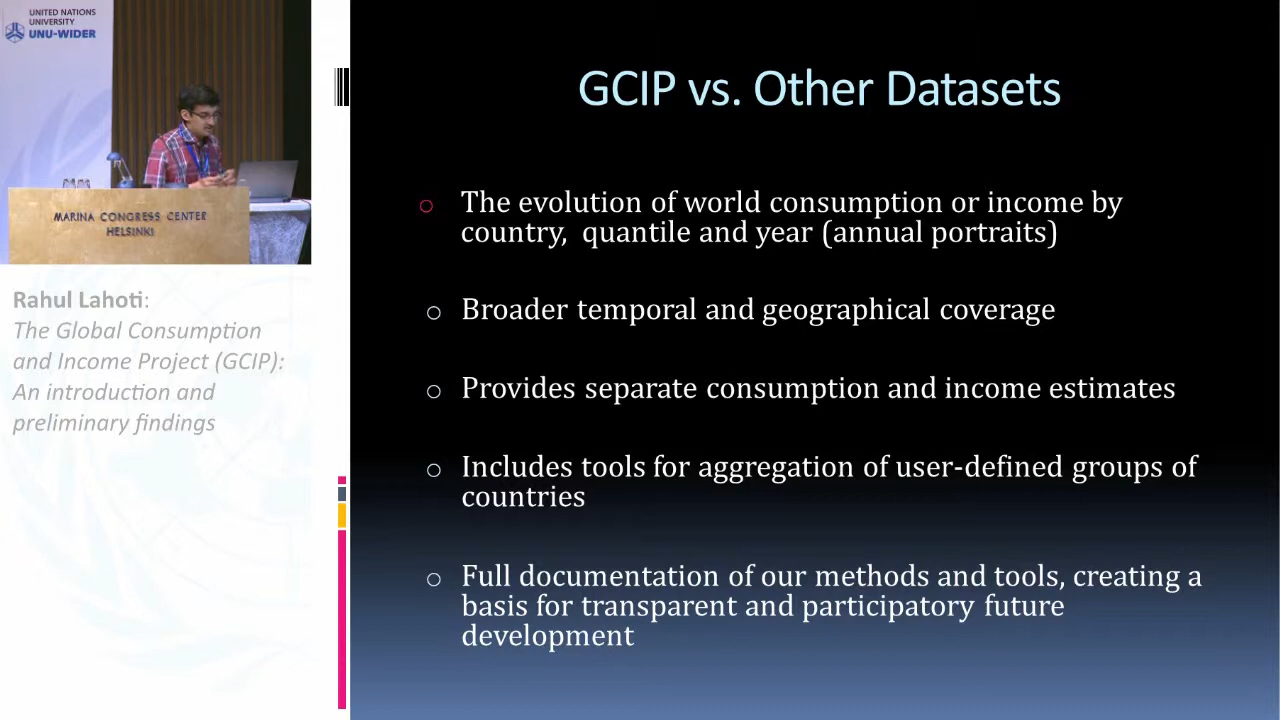 UNITED NATIONS
UNIVERSITY
UNU-WIDER
MARINA CONGRESS CENTER
HELSINKI
Rahul Lahoti:
The Global Consumption
and Income Project (GCIP):
An introduction and
preliminary findings
GCIP vs. Other Datasets
The evolution of world consumption or income by
country, quantile and year (annual portraits)
Broader temporal and geographical coverage
Provides separate consumption and income estimates
Includes tools for aggregation of user-defined groups of
countries
Full documentation of our methods and tools, creating a
basis for transparent and participatory future
development